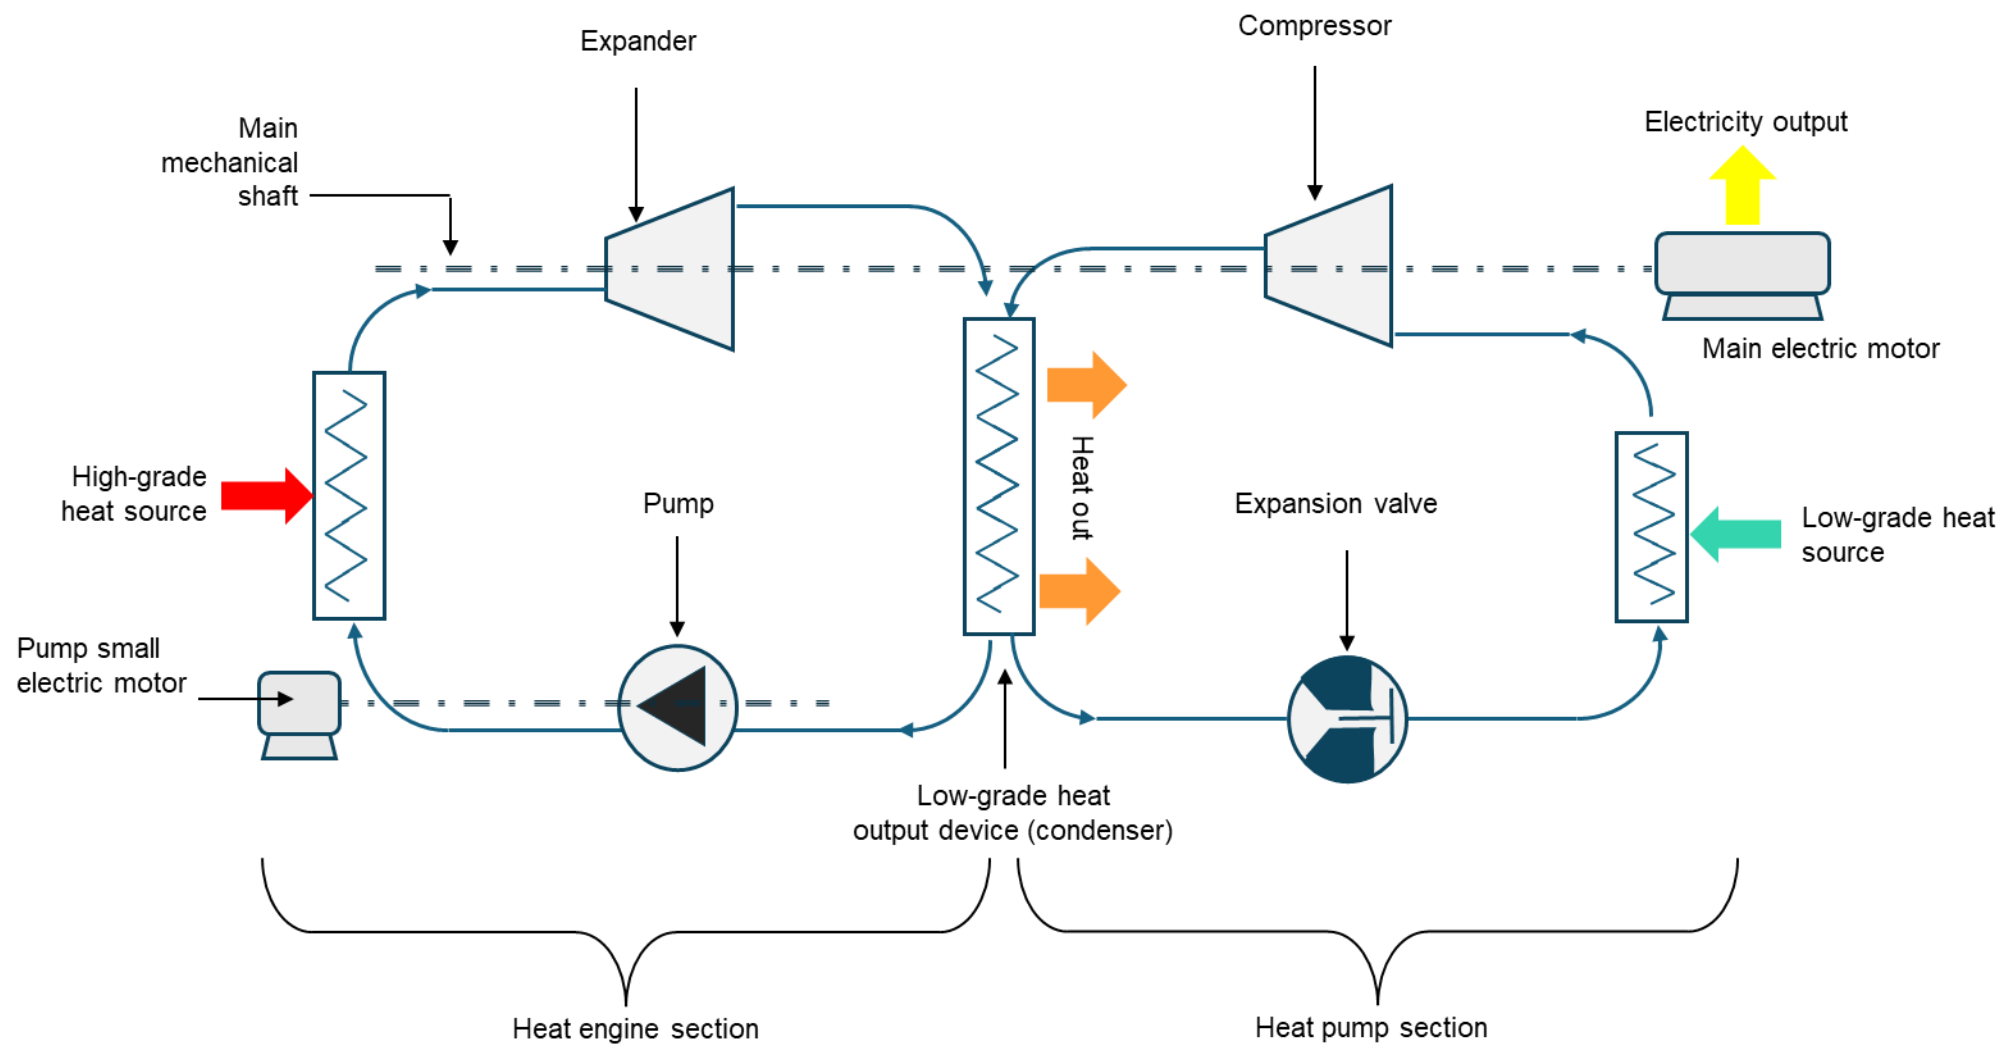 Expander
Compressor
Main
mechanical
shaft
Electricity output
Main electric motor
High-grade
heat source
Pump
Heat out
Expansion valve
Low-grade heat
source
Pump small
electric motor
Low-grade heat
output device (condenser)
Heat engine section
Heat pump section